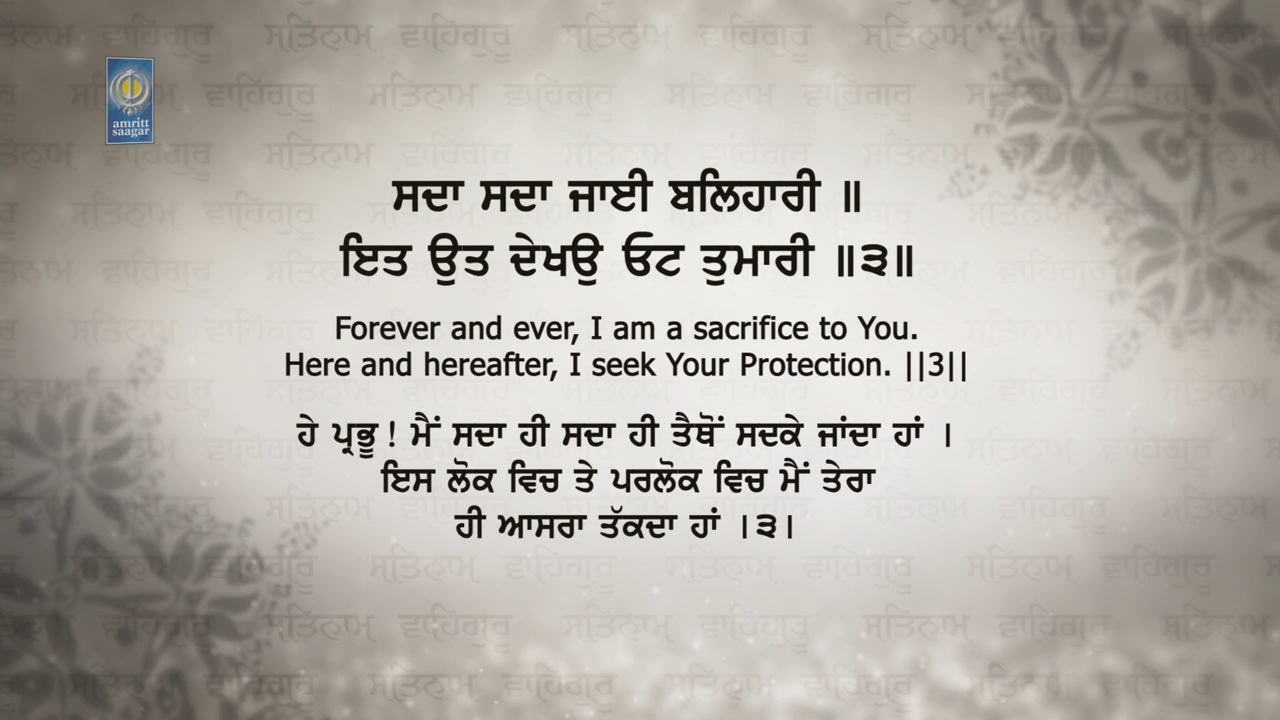 amritt
saagar
ਸਦਾ ਸਦਾ ਜਾਈ ਬਲਿਹਾਰੀ ॥
ਇਤ ਉਤ ਦੇਖਉ ਓਟ ਤੁਮਾਰੀ ॥੩॥
Forever and ever, I am a sacrifice to You.
Here and hereafter, I seek Your Protection. ||3||
ਹੇ ਪ੍ਰਭੂ! ਮੈਂ ਸਦਾ ਹੀ ਸਦਾ ਹੀ ਤੈਥੋਂ ਸਦਕੇ ਜਾਂਦਾ ਹਾਂ ।
ਇਸ ਲੋਕ ਵਿਚ ਤੇ ਪਰਲੋਕ ਵਿਚ ਮੈਂ ਤੇਰਾ
ਹੀ ਆਸਰਾ ਤੱਕਦਾ ਹਾਂ ।੩।